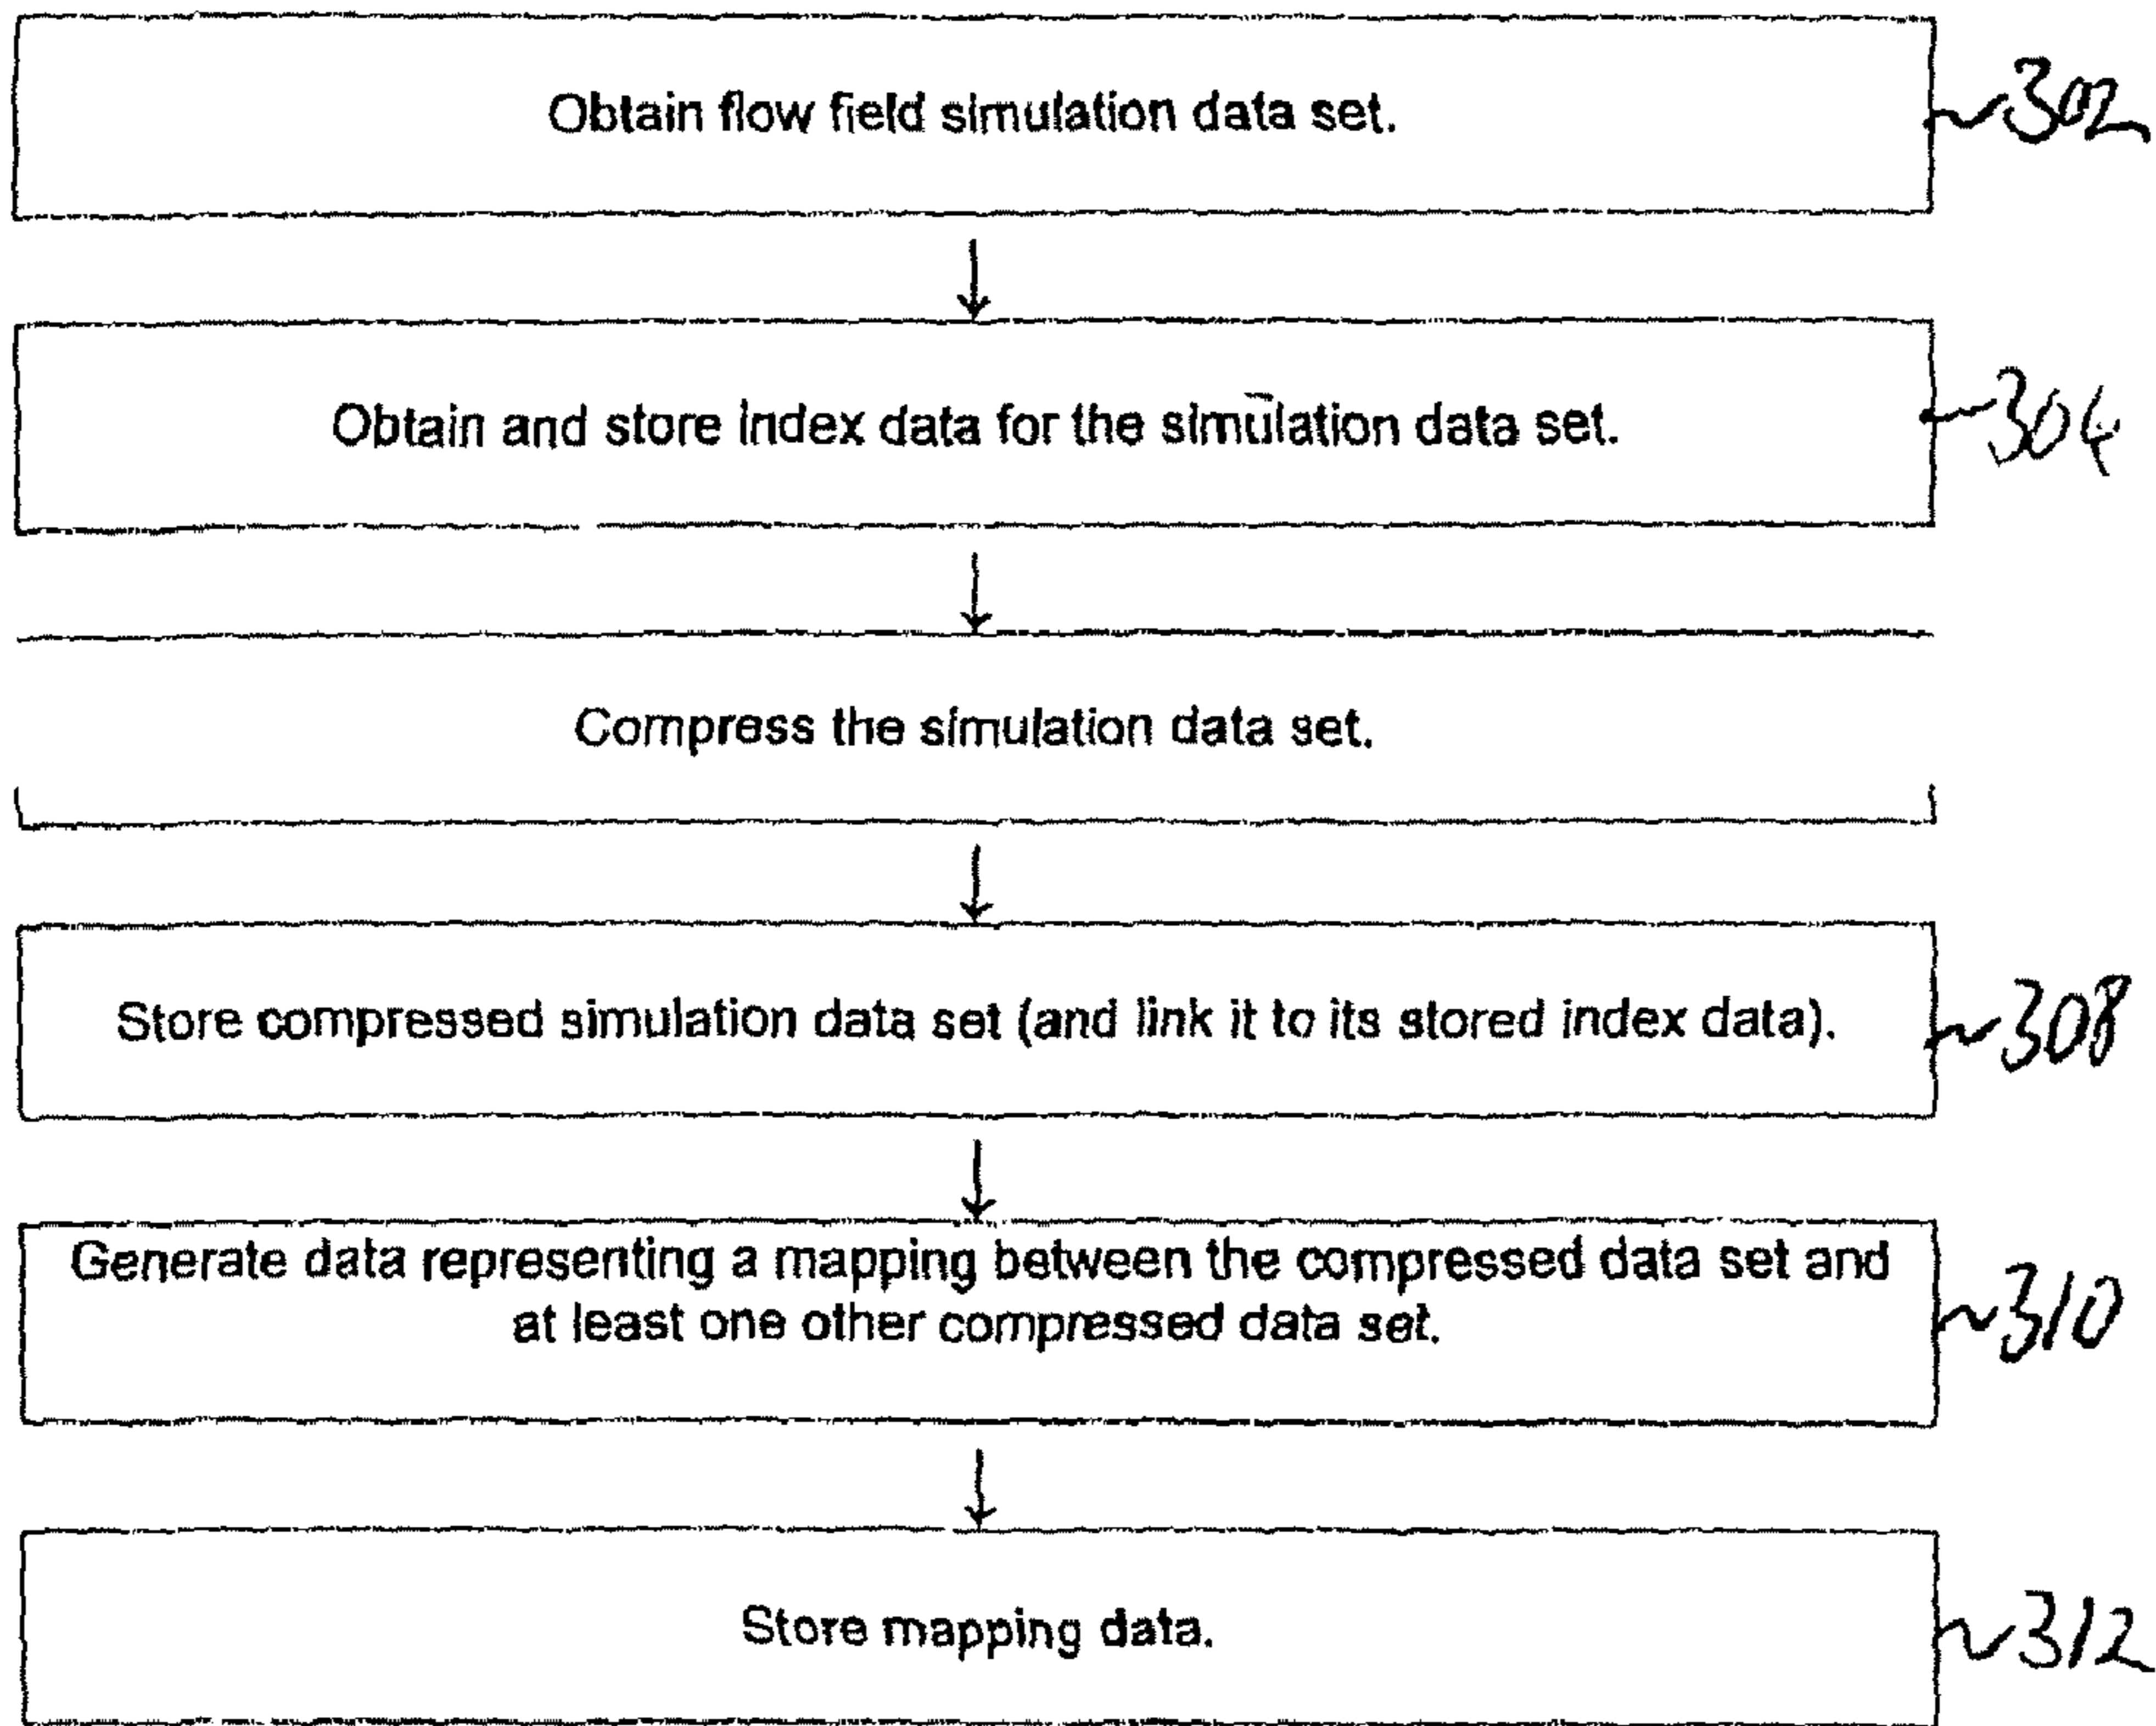 Obtain flow field simulation data set.
302
Obtain and store index data for the simulation data set.
304
Compress the simulation data set.
Store compressed simulation data set (and link it to its stored index data).
308
Generate data representing a mapping between the compressed data set and
at least one other compressed data set.
310
Store mapping data.
312